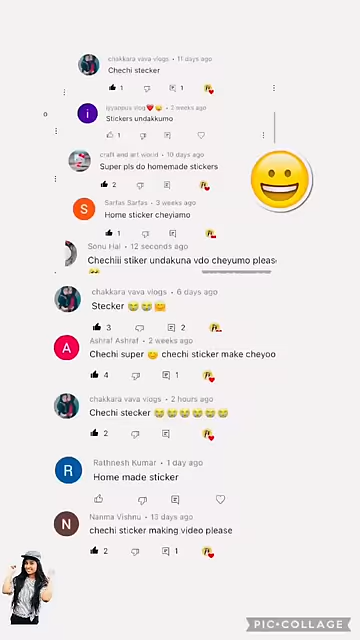 chakkara vava vlogs • 11 days ago
Chechi stecker
1 1
i
3 weeks ago
Stickers undakkumo
1
craft and art world • 10 days ago
Super pls do homemade stickers
2
S
Sarfas Sarfas • 3 weeks ago
Home sticker cheyiamo
1
Sonu Hal • 12 seconds ago
Chechiii stiker undakuna vdo cheyumo pleas
chakkara vava vlogs • 6 days ago
Stecker 😭😭🤗
3 2
A
Ashraf Ashraf • 2 weeks ago
Chechi super 😊 chechi sticker make cheyoo
4 1
chakkara vava vlogs • 2 hours ago
Chechi stecker 😭😭😭😭😭😭
2
R
Rathnesh Kumar • 1 day ago
Home made sticker
N
Nanma Vishnu • 13 days ago
chechi sticker making video please
2 1
PIC•COLLAGE